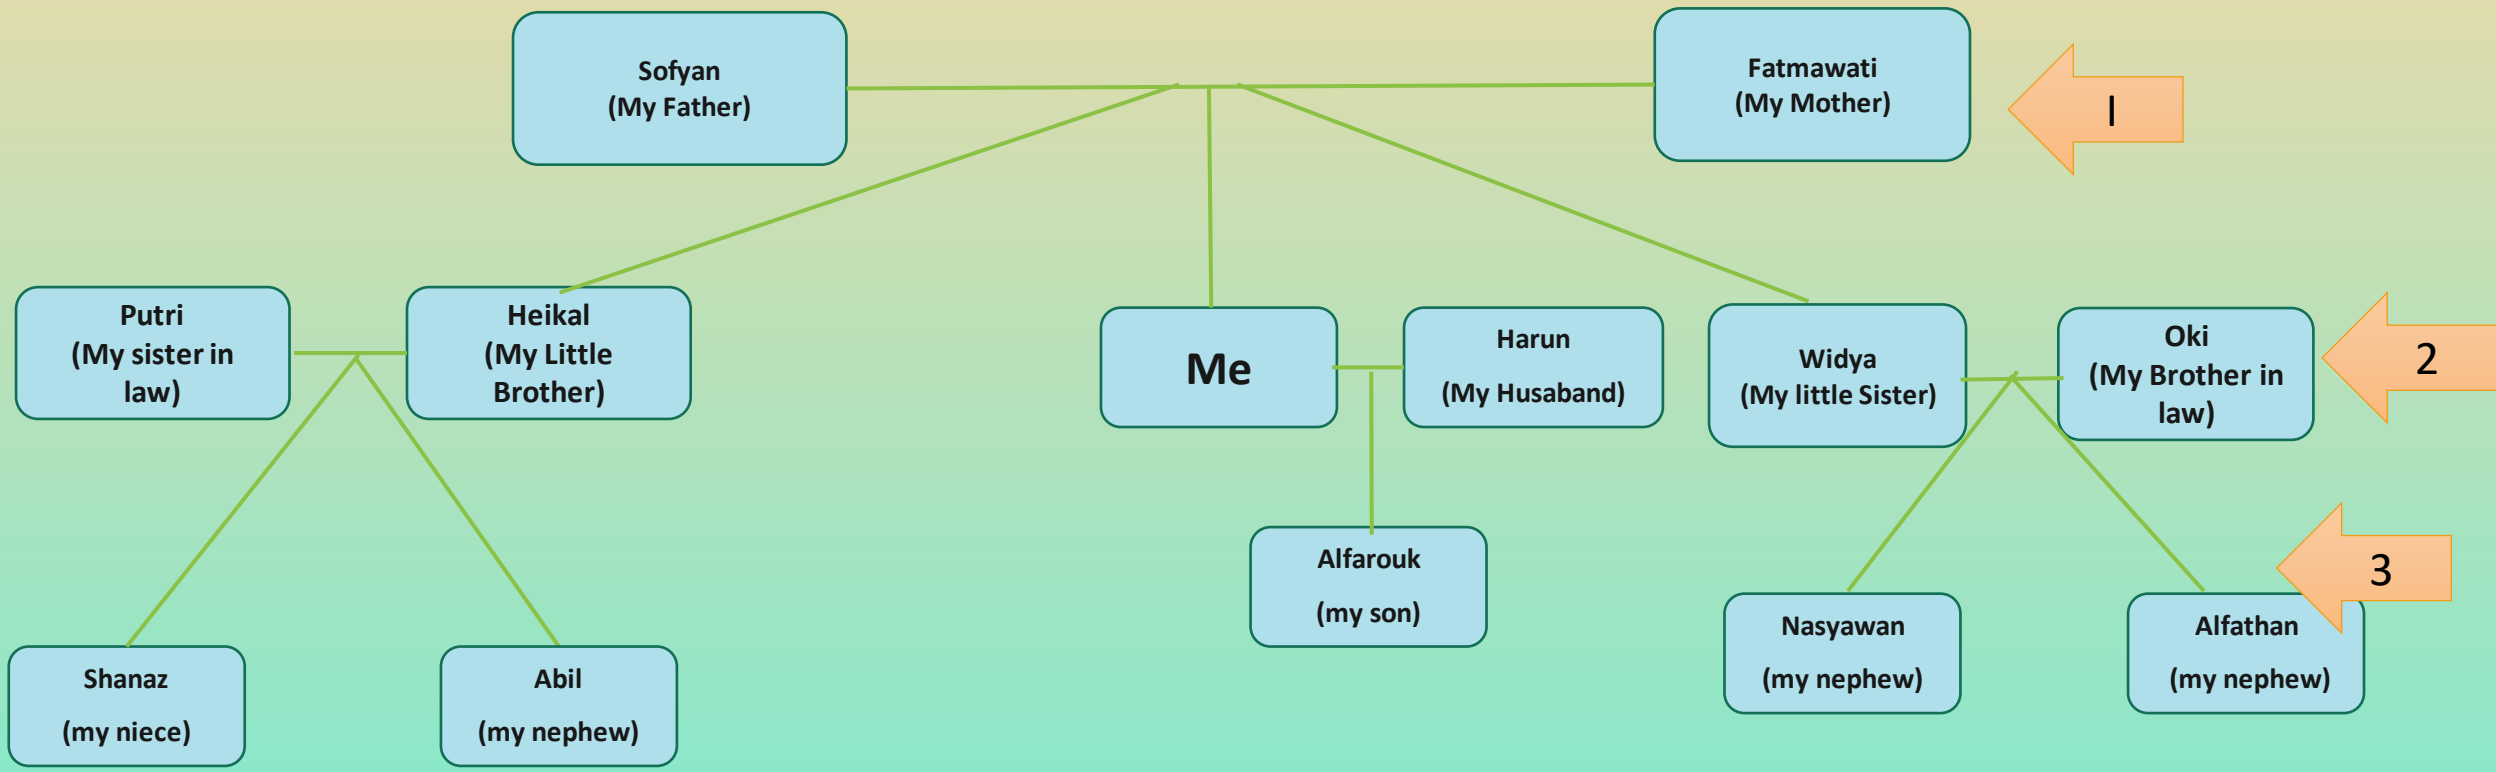 Sofyan
(My Father)
Fatmawati
(My Mother)
I
Putri
(My sister in
law)
Heikal
(My Little
Brother)
Me
Harun
(My Husaband)
Widya
(My little Sister)
Oki
(My Brother in
law)
2
Alfarouk
(my son)
3
Shanaz
(my niece)
Abil
(my nephew)
Nasyawan
(my nephew)
Alfathan
(my nephew)